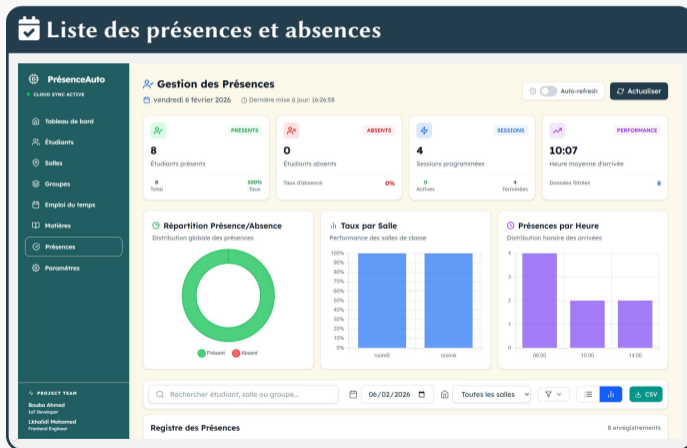 Liste des présences et absences
PrésenceAuto
CLOUD SYNC ACTIVE
Tableau de bord
Étudiants
Salles
Groupes
Emploi du temps
Matières
Présences
Paramètres
PROJECT TEAM
Bouba Ahmed
IoT Developer
Lkhalidi Mohamed
Frontend Engineer
Gestion des Présences
vendredi 6 février 2026 Dernière mise à jour: 16:26:58
Auto-refresh
Actualiser
PRÉSENTS
8
Étudiants présents
8 100%
Total Taux
ABSENTS
0
Étudiants absents
Taux d'absence 0%
SESSIONS
4
Sessions programmées
0 4
Actives Terminées
PERFORMANCE
10:07
Heure moyenne d'arrivée
Données filtrées 8
Répartition Présence/Absence
Distribution globale des présences
Présent Absent
Taux par Salle
Performance des salles de classe
100%
90%
80%
70%
60%
50%
40%
30%
20%
10%
0%
roomB roomA
Présences par Heure
Distribution horaire des arrivées
4
3
2
1
0
08:00 10:00 14:00
Rechercher étudiant, salle ou groupe...
06/02/2026
Toutes les salles
CSV
Registre des Présences 8 enregistrements